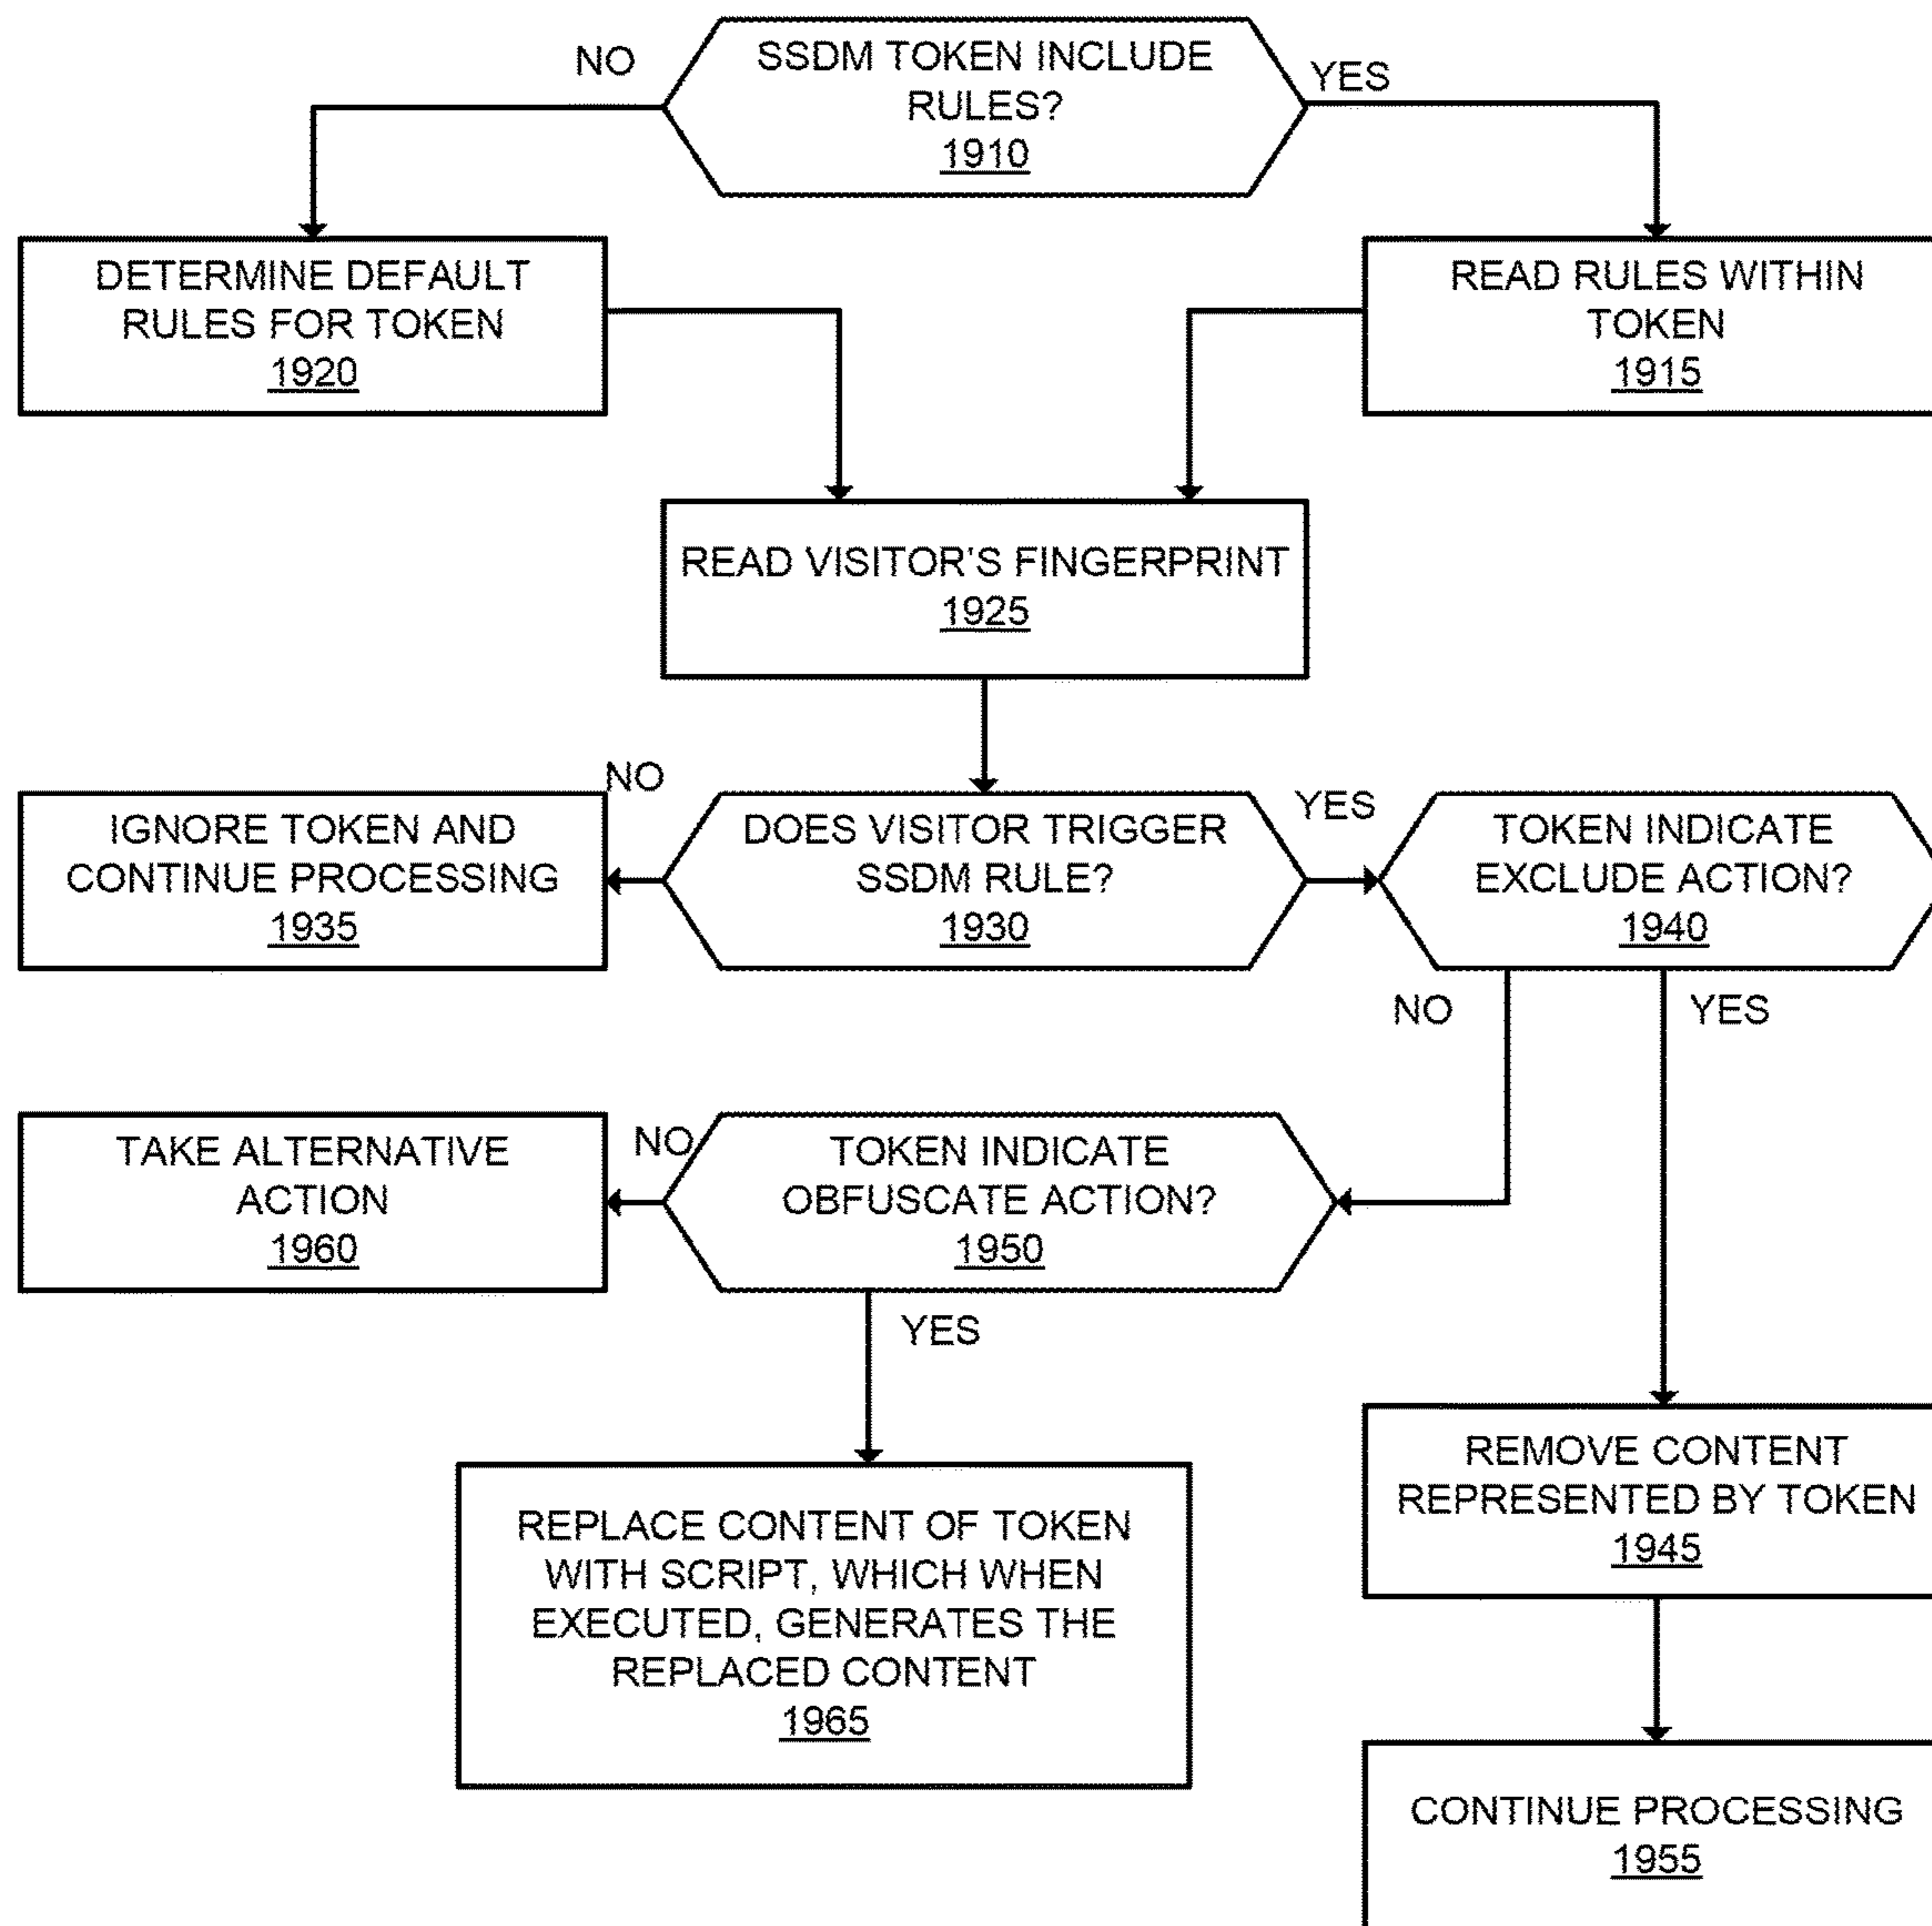 NO
SSDM TOKEN INCLUDE
RULES?
1910
YES
DETERMINE DEFAULT
RULES FOR TOKEN
1920
READ RULES WITHIN
TOKEN
1915
READ VISITOR'S FINGERPRINT
1925
NO
IGNORE TOKEN AND
CONTINUE PROCESSING
1935
DOES VISITOR TRIGGER
SSDM RULE?
1930
YES
TOKEN INDICATE
EXCLUDE ACTION?
1940
NO
YES
TAKE ALTERNATIVE
ACTION
1960
NO
TOKEN INDICATE
OBFUSCATE ACTION?
1950
YES
REPLACE CONTENT OF TOKEN
WITH SCRIPT, WHICH WHEN
EXECUTED, GENERATES THE
REPLACED CONTENT
1965
REMOVE CONTENT
REPRESENTED BY TOKEN
1945
CONTINUE PROCESSING
1955